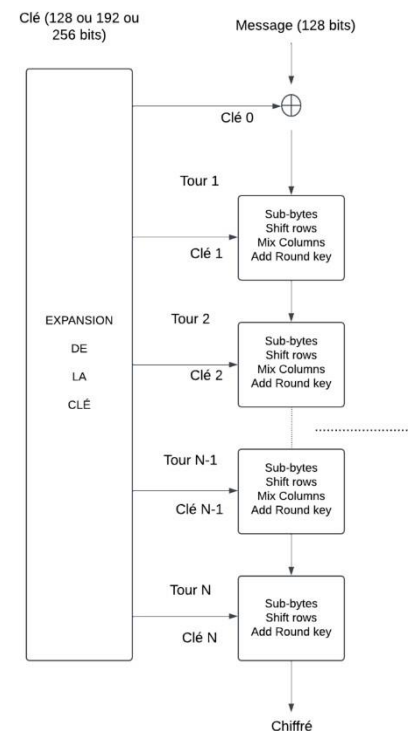 Clé (128 ou 192 ou
256 bits)
Message (128 bits)
Clé 0
Tour 1
Sub-bytes
Shift rows
Mix Columns
Add Round key
Clé 1
EXPANSION
DE
LA
CLÉ
Tour 2
Sub-bytes
Shift rows
Mix Columns
Add Round key
Clé 2
Tour N-1
Sub-bytes
Shift rows
Mix Columns
Add Round key
Clé N-1
Tour N
Sub-bytes
Shift rows
Add Round key
Clé N
Chiffré